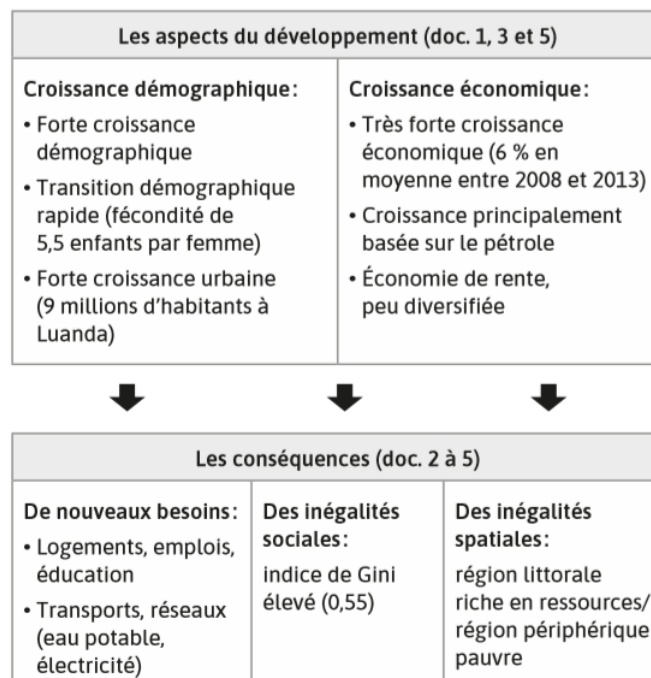 Les aspects du développement (doc. 1, 3 et 5)
Croissance démographique :
• Forte croissance
démographique
• Transition démographique
rapide (fécondité de
5,5 enfants par femme)
• Forte croissance urbaine
(9 millions d’habitants à
Luanda)
Croissance économique :
• Très forte croissance
économique (6 % en
moyenne entre 2008 et 2013)
• Croissance principalement
basée sur le pétrole
• Économie de rente,
peu diversifiée
Les conséquences (doc. 2 à 5)
De nouveaux besoins :
• Logements, emplois,
éducation
• Transports, réseaux
(eau potable,
électricité)
Des inégalités
sociales :
indice de Gini
élevé (0,55)
Des inégalités
spatiales :
région littorale
riche en ressources/
région périphérique
pauvre